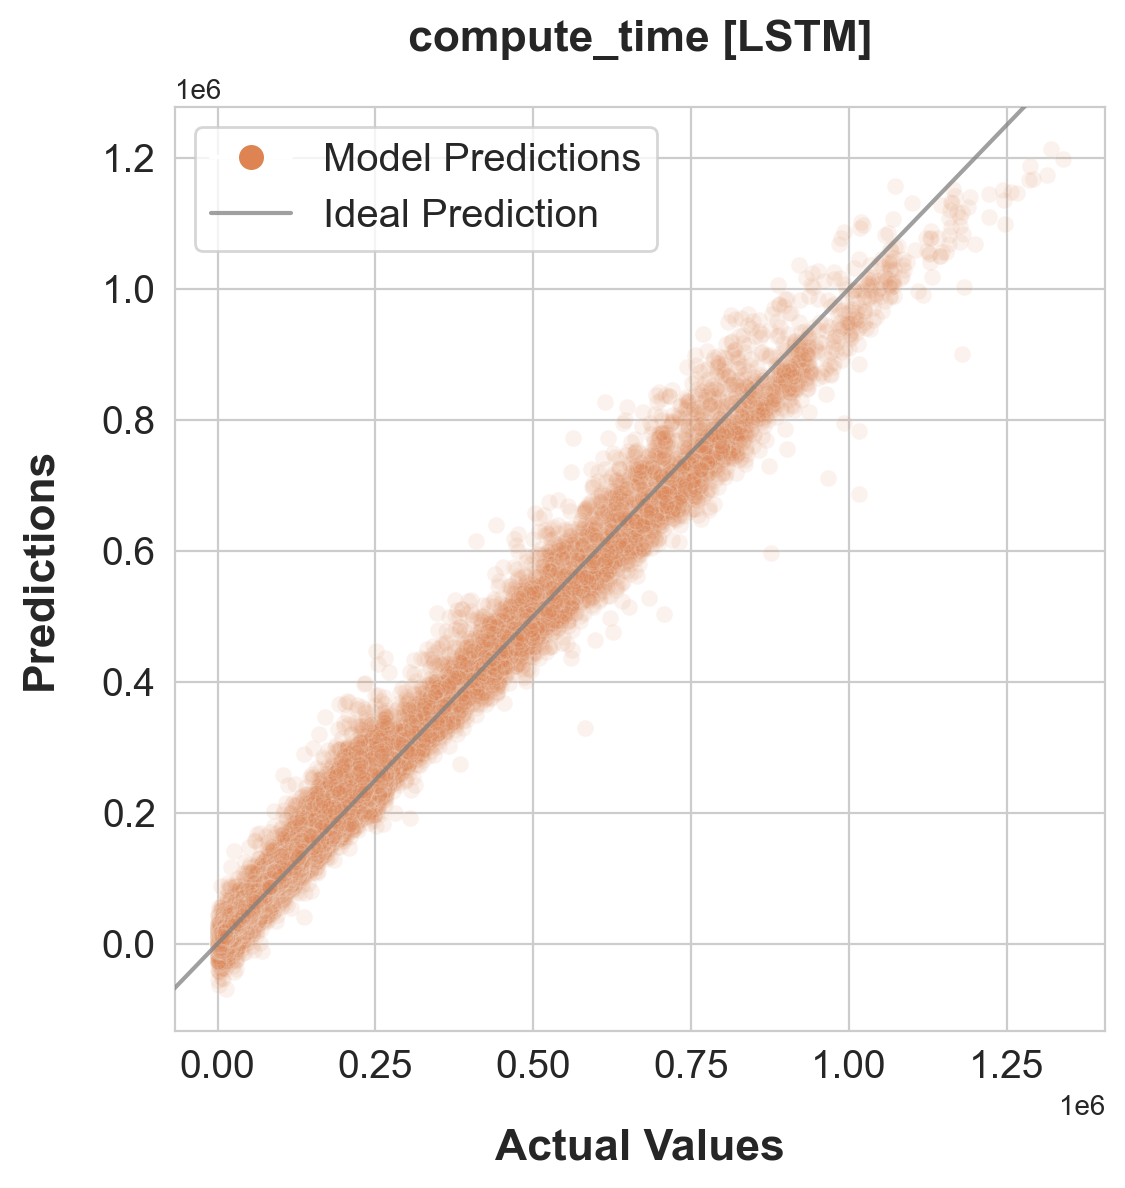 compute_time [LSTM]
1e6
Model Predictions
Ideal Prediction
1.2
1.0
0.8
0.6
0.4
0.2
0.0
Predictions
0.00 0.25 0.50 0.75 1.00 1.25
1e6
Actual Values